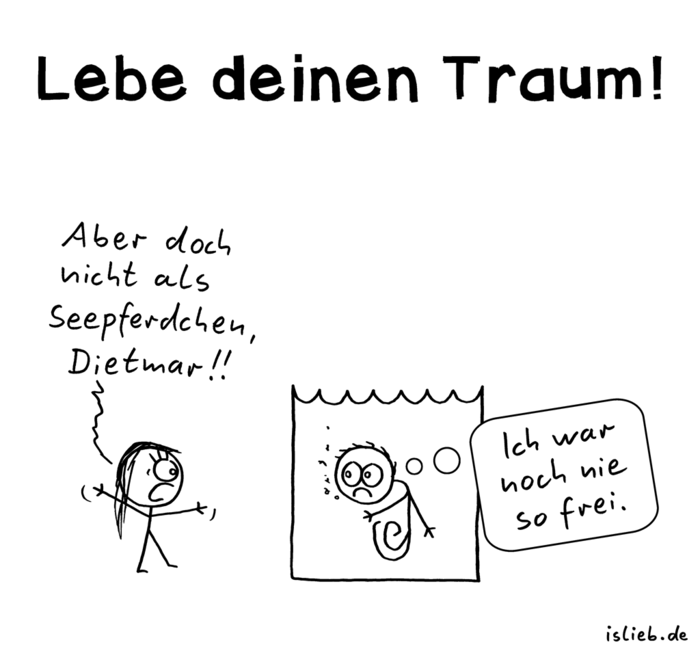 Lebe deinen Traum!
Aber doch
nicht als
Seepferdchen,
Dietmar!!
Ich war
noch nie
so frei.
islieb.de